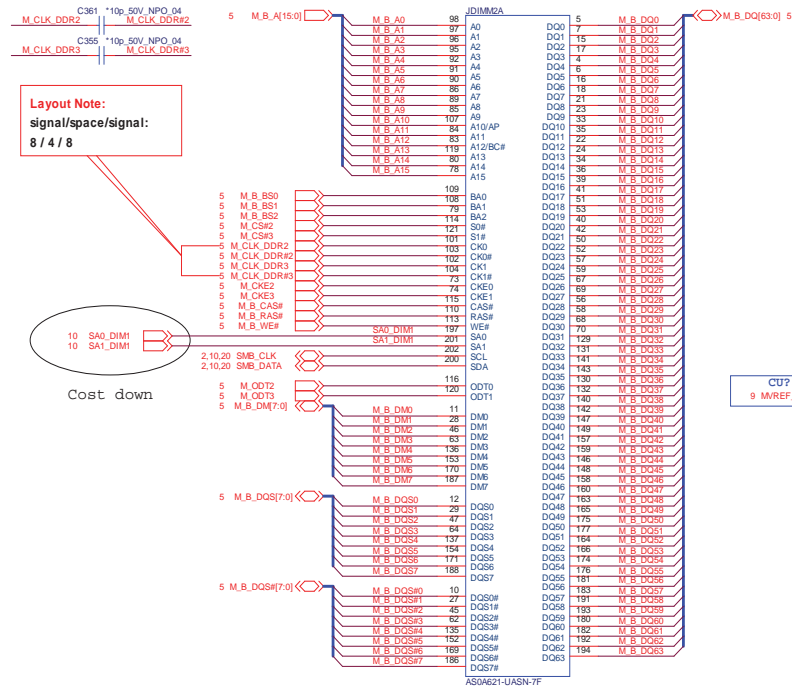 C361 *10p_50V_NPO_04
M_CLK_DDR2 M_CLK_DDR#2
C355 *10p_50V_NPO_04
M_CLK_DDR3 M_CLK_DDR#3
Layout Note:
signal/space/signal:
8 / 4 / 8
JDIMM2A
5 M_B_A[15:0]
M_B_A0 98 A0
M_B_A1 97 A1
M_B_A2 96 A2
M_B_A3 95 A3
M_B_A4 92 A4
M_B_A5 91 A5
M_B_A6 90 A6
M_B_A7 86 A7
M_B_A8 89 A8
M_B_A9 85 A9
M_B_A10 107 A10/AP
M_B_A11 84 A11
M_B_A12 83 A12/BC#
M_B_A13 119 A13
M_B_A14 80 A14
M_B_A15 78 A15
5 M_B_BS0 109 BA0
5 M_B_BS1 108 BA1
5 M_B_BS2 79 BA2
5 M_CS#2 114 S0#
5 M_CS#3 121 S1#
5 M_CLK_DDR2 101 CK0
5 M_CLK_DDR#2 103 CK0#
5 M_CLK_DDR3 102 CK1
5 M_CLK_DDR#3 104 CK1#
5 M_CKE2 73 CKE0
5 M_CKE3 74 CKE1
5 M_B_CAS# 115 CAS#
5 M_B_RAS# 110 RAS#
5 M_B_WE# 113 WE#
10 SA0_DIM1 SA0_DIM1 197 SA0
10 SA1_DIM1 SA1_DIM1 201 SA1
2,10,20 SMB_CLK 202 SCL
2,10,20 SMB_DATA 200 SDA
Cost down
5 M_ODT2 116 ODT0
5 M_ODT3 120 ODT1
5 M_B_DM[7:0]
M_B_DM0 11 DM0
M_B_DM1 28 DM1
M_B_DM2 46 DM2
M_B_DM3 63 DM3
M_B_DM4 136 DM4
M_B_DM5 153 DM5
M_B_DM6 170 DM6
M_B_DM7 187 DM7
5 M_B_DQS[7:0]
M_B_DQS0 12 DQS0
M_B_DQS1 29 DQS1
M_B_DQS2 47 DQS2
M_B_DQS3 64 DQS3
M_B_DQS4 137 DQS4
M_B_DQS5 154 DQS5
M_B_DQS6 171 DQS6
M_B_DQS7 188 DQS7
5 M_B_DQS#[7:0]
M_B_DQS#0 10 DQS0#
M_B_DQS#1 27 DQS1#
M_B_DQS#2 45 DQS2#
M_B_DQS#3 62 DQS3#
M_B_DQS#4 135 DQS4#
M_B_DQS#5 152 DQS5#
M_B_DQS#6 169 DQS6#
M_B_DQS#7 186 DQS7#
DQ0 5 M_B_DQ0
DQ1 7 M_B_DQ1
DQ2 15 M_B_DQ2
DQ3 17 M_B_DQ3
DQ4 4 M_B_DQ4
DQ5 6 M_B_DQ5
DQ6 16 M_B_DQ6
DQ7 18 M_B_DQ7
DQ8 21 M_B_DQ8
DQ9 23 M_B_DQ9
DQ10 33 M_B_DQ10
DQ11 35 M_B_DQ11
DQ12 22 M_B_DQ12
DQ13 24 M_B_DQ13
DQ14 34 M_B_DQ14
DQ15 36 M_B_DQ15
DQ16 39 M_B_DQ16
DQ17 41 M_B_DQ17
DQ18 51 M_B_DQ18
DQ19 53 M_B_DQ19
DQ20 40 M_B_DQ20
DQ21 42 M_B_DQ21
DQ22 50 M_B_DQ22
DQ23 52 M_B_DQ23
DQ24 57 M_B_DQ24
DQ25 59 M_B_DQ25
DQ26 67 M_B_DQ26
DQ27 69 M_B_DQ27
DQ28 56 M_B_DQ28
DQ29 58 M_B_DQ29
DQ30 68 M_B_DQ30
DQ31 70 M_B_DQ31
DQ32 129 M_B_DQ32
DQ33 131 M_B_DQ33
DQ34 141 M_B_DQ34
DQ35 143 M_B_DQ35
DQ36 130 M_B_DQ36
DQ37 132 M_B_DQ37
DQ38 140 M_B_DQ38
DQ39 142 M_B_DQ39
DQ40 147 M_B_DQ40
DQ41 149 M_B_DQ41
DQ42 157 M_B_DQ42
DQ43 159 M_B_DQ43
DQ44 146 M_B_DQ44
DQ45 148 M_B_DQ45
DQ46 158 M_B_DQ46
DQ47 160 M_B_DQ47
DQ48 163 M_B_DQ48
DQ49 165 M_B_DQ49
DQ50 175 M_B_DQ50
DQ51 177 M_B_DQ51
DQ52 164 M_B_DQ52
DQ53 166 M_B_DQ53
DQ54 174 M_B_DQ54
DQ55 176 M_B_DQ55
DQ56 181 M_B_DQ56
DQ57 183 M_B_DQ57
DQ58 191 M_B_DQ58
DQ59 193 M_B_DQ59
DQ60 180 M_B_DQ60
DQ61 182 M_B_DQ61
DQ62 192 M_B_DQ62
DQ63 194 M_B_DQ63
M_B_DQ[63:0] 5
AS0A621-UASN-7F
CU?
9 MVREF